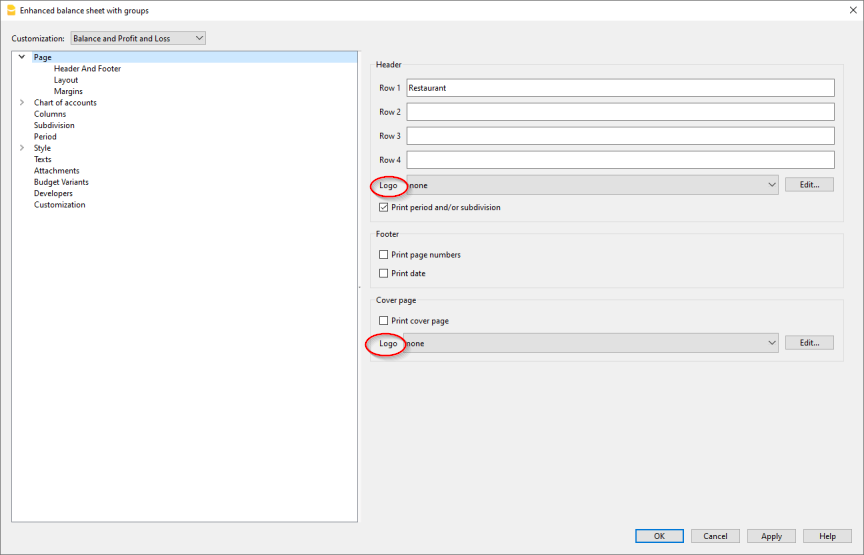 Enhanced balance sheet with groups
Customization: Balance and Profit and Loss
Page
Header And Footer
Layout
Margins
Chart of accounts
Columns
Subdivision
Period
Style
Texts
Attachments
Budget Variants
Developers
Customization
Header
Row 1 Restaurant
Row 2
Row 3
Row 4
Logo none Edit...
Print period and/or subdivision
Footer
Print page numbers
Print date
Cover page
Print cover page
Logo none Edit...
OK Cancel Apply Help